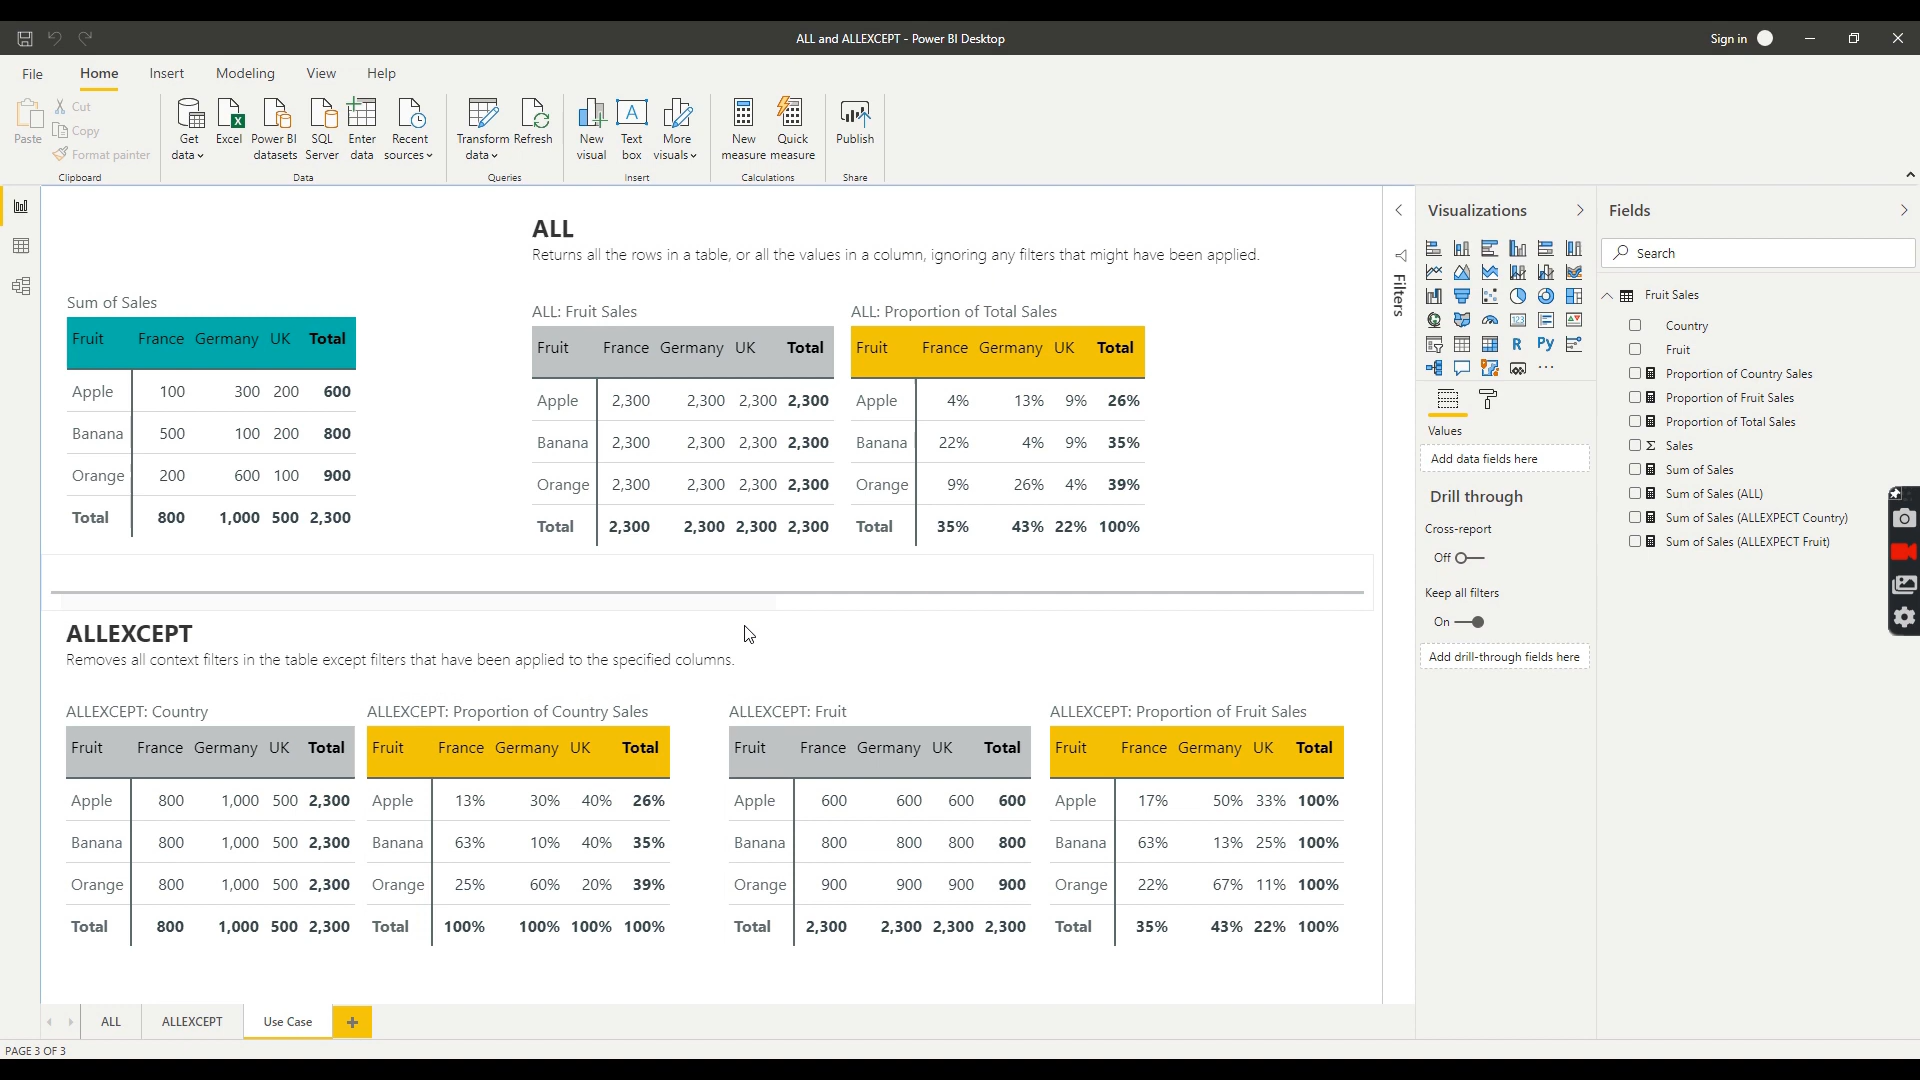 ALL and ALLEXCEPT - Power BI Desktop
Sign in
File Home Insert Modeling View Help
Paste
Cut
Copy
Format painter
Clipboard
Get data
Excel
Power BI datasets
SQL Server
Enter data
Recent sources
Data
Transform data
Refresh
Queries
New visual
Text box
More visuals
Insert
New measure
Quick measure
Calculations
Publish
Share
ALL
Returns all the rows in a table, or all the values in a column, ignoring any filters that might have been applied.
Sum of Sales
Fruit France Germany UK Total
Apple 100 300 200 600
Banana 500 100 200 800
Orange 200 600 100 900
Total 800 1,000 500 2,300
ALL: Fruit Sales
Fruit France Germany UK Total
Apple 2,300 2,300 2,300 2,300
Banana 2,300 2,300 2,300 2,300
Orange 2,300 2,300 2,300 2,300
Total 2,300 2,300 2,300 2,300
ALL: Proportion of Total Sales
Fruit France Germany UK Total
Apple 4% 13% 9% 26%
Banana 22% 4% 9% 35%
Orange 9% 26% 4% 39%
Total 35% 43% 22% 100%
ALLEXCEPT
Removes all context filters in the table except filters that have been applied to the specified columns.
ALLEXCEPT: Country
Fruit France Germany UK Total
Apple 800 1,000 500 2,300
Banana 800 1,000 500 2,300
Orange 800 1,000 500 2,300
Total 800 1,000 500 2,300
ALLEXCEPT: Proportion of Country Sales
Fruit France Germany UK Total
Apple 13% 30% 40% 26%
Banana 63% 10% 40% 35%
Orange 25% 60% 20% 39%
Total 100% 100% 100% 100%
ALLEXCEPT: Fruit
Fruit France Germany UK Total
Apple 600 600 600 600
Banana 800 800 800 800
Orange 900 900 900 900
Total 2,300 2,300 2,300 2,300
ALLEXCEPT: Proportion of Fruit Sales
Fruit France Germany UK Total
Apple 17% 50% 33% 100%
Banana 63% 13% 25% 100%
Orange 22% 67% 11% 100%
Total 35% 43% 22% 100%
Filters
Visualizations
R
Py
Values
Add data fields here
Drill through
Cross-report
Off
Keep all filters
On
Add drill-through fields here
Fields
Search
Fruit Sales
Country
Fruit
Proportion of Country Sales
Proportion of Fruit Sales
Proportion of Total Sales
Σ Sales
Sum of Sales
Sum of Sales (ALL)
Sum of Sales (ALLEXPECT Country)
Sum of Sales (ALLEXPECT Fruit)
ALL ALLEXCEPT Use Case
PAGE 3 OF 3